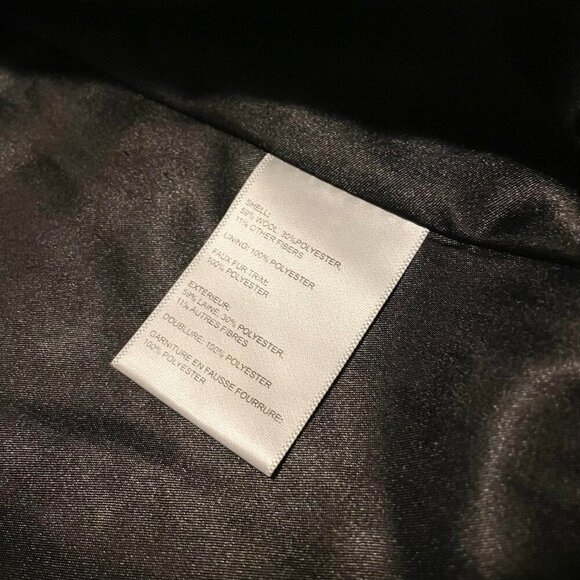 SHELL:
59% WOOL, 30%POLYESTER,
11% OTHER FIBERS
LINING: 100% POLYESTER
FAUX FUR TRIM:
100% POLYESTER
EXTERIEUR:
59% LAINE, 30% POLYESTER,
11% AUTRES FIBRES
DOUBLURE: 100% POLYESTER
GARNITURE EN FAUSSE FOURRURE:
100% POLYESTER